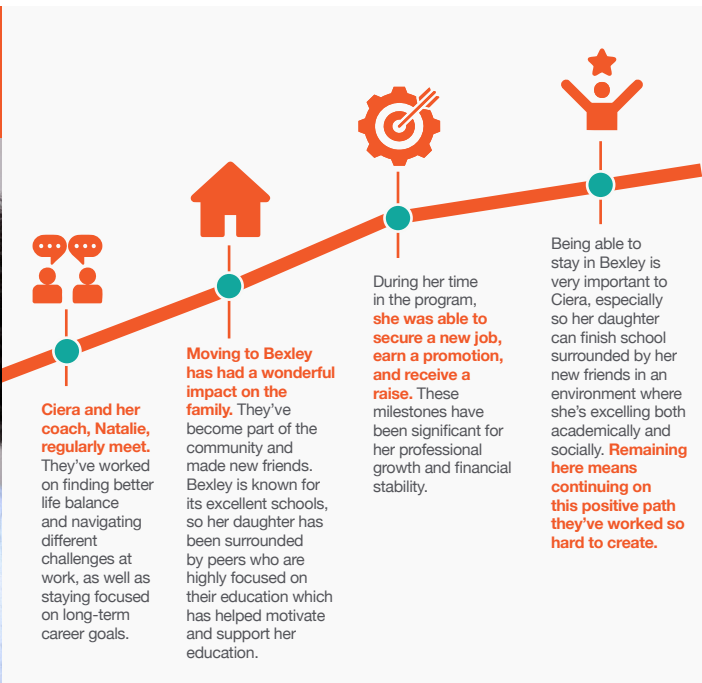 Ciera and her
coach, Natalie,
regularly meet.
They’ve worked
on finding better
life balance
and navigating
different
challenges at
work, as well as
staying focused
on long-term
career goals.
Moving to Bexley
has had a wonderful
impact on the
family. They’ve
become part of the
community and
made new friends.
Bexley is known for
its excellent schools,
so her daughter has
been surrounded
by peers who are
highly focused on
their education which
has helped motivate
and support her
education.
During her time
in the program,
she was able to
secure a new job,
earn a promotion,
and receive a
raise. These
milestones have
been significant for
her professional
growth and financial
stability.
Being able to
stay in Bexley is
very important to
Ciera, especially
so her daughter
can finish school
surrounded by her
new friends in an
environment where
she’s excelling both
academically and
socially. Remaining
here means
continuing on
this positive path
they’ve worked so
hard to create.